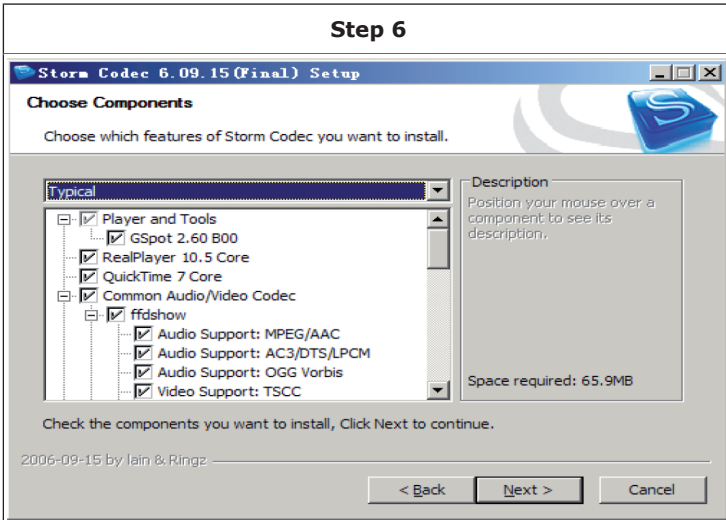 Step 6
Storm Codec 6.09.15(Final) Setup
Choose Components
Choose which features of Storm Codec you want to install.
Typical
Player and Tools
GSpot 2.60 B00
RealPlayer 10.5 Core
QuickTime 7 Core
Common Audio/Video Codec
ffdshow
Audio Support: MPEG/AAC
Audio Support: AC3/DTS/LPCM
Audio Support: OGG Vorbis
Video Support: TSCC
Description
Position your mouse over a
component to see its
description.
Space required: 65.9MB
Check the components you want to install, Click Next to continue.
2006-09-15 by Iain & Ringz
< Back Next > Cancel